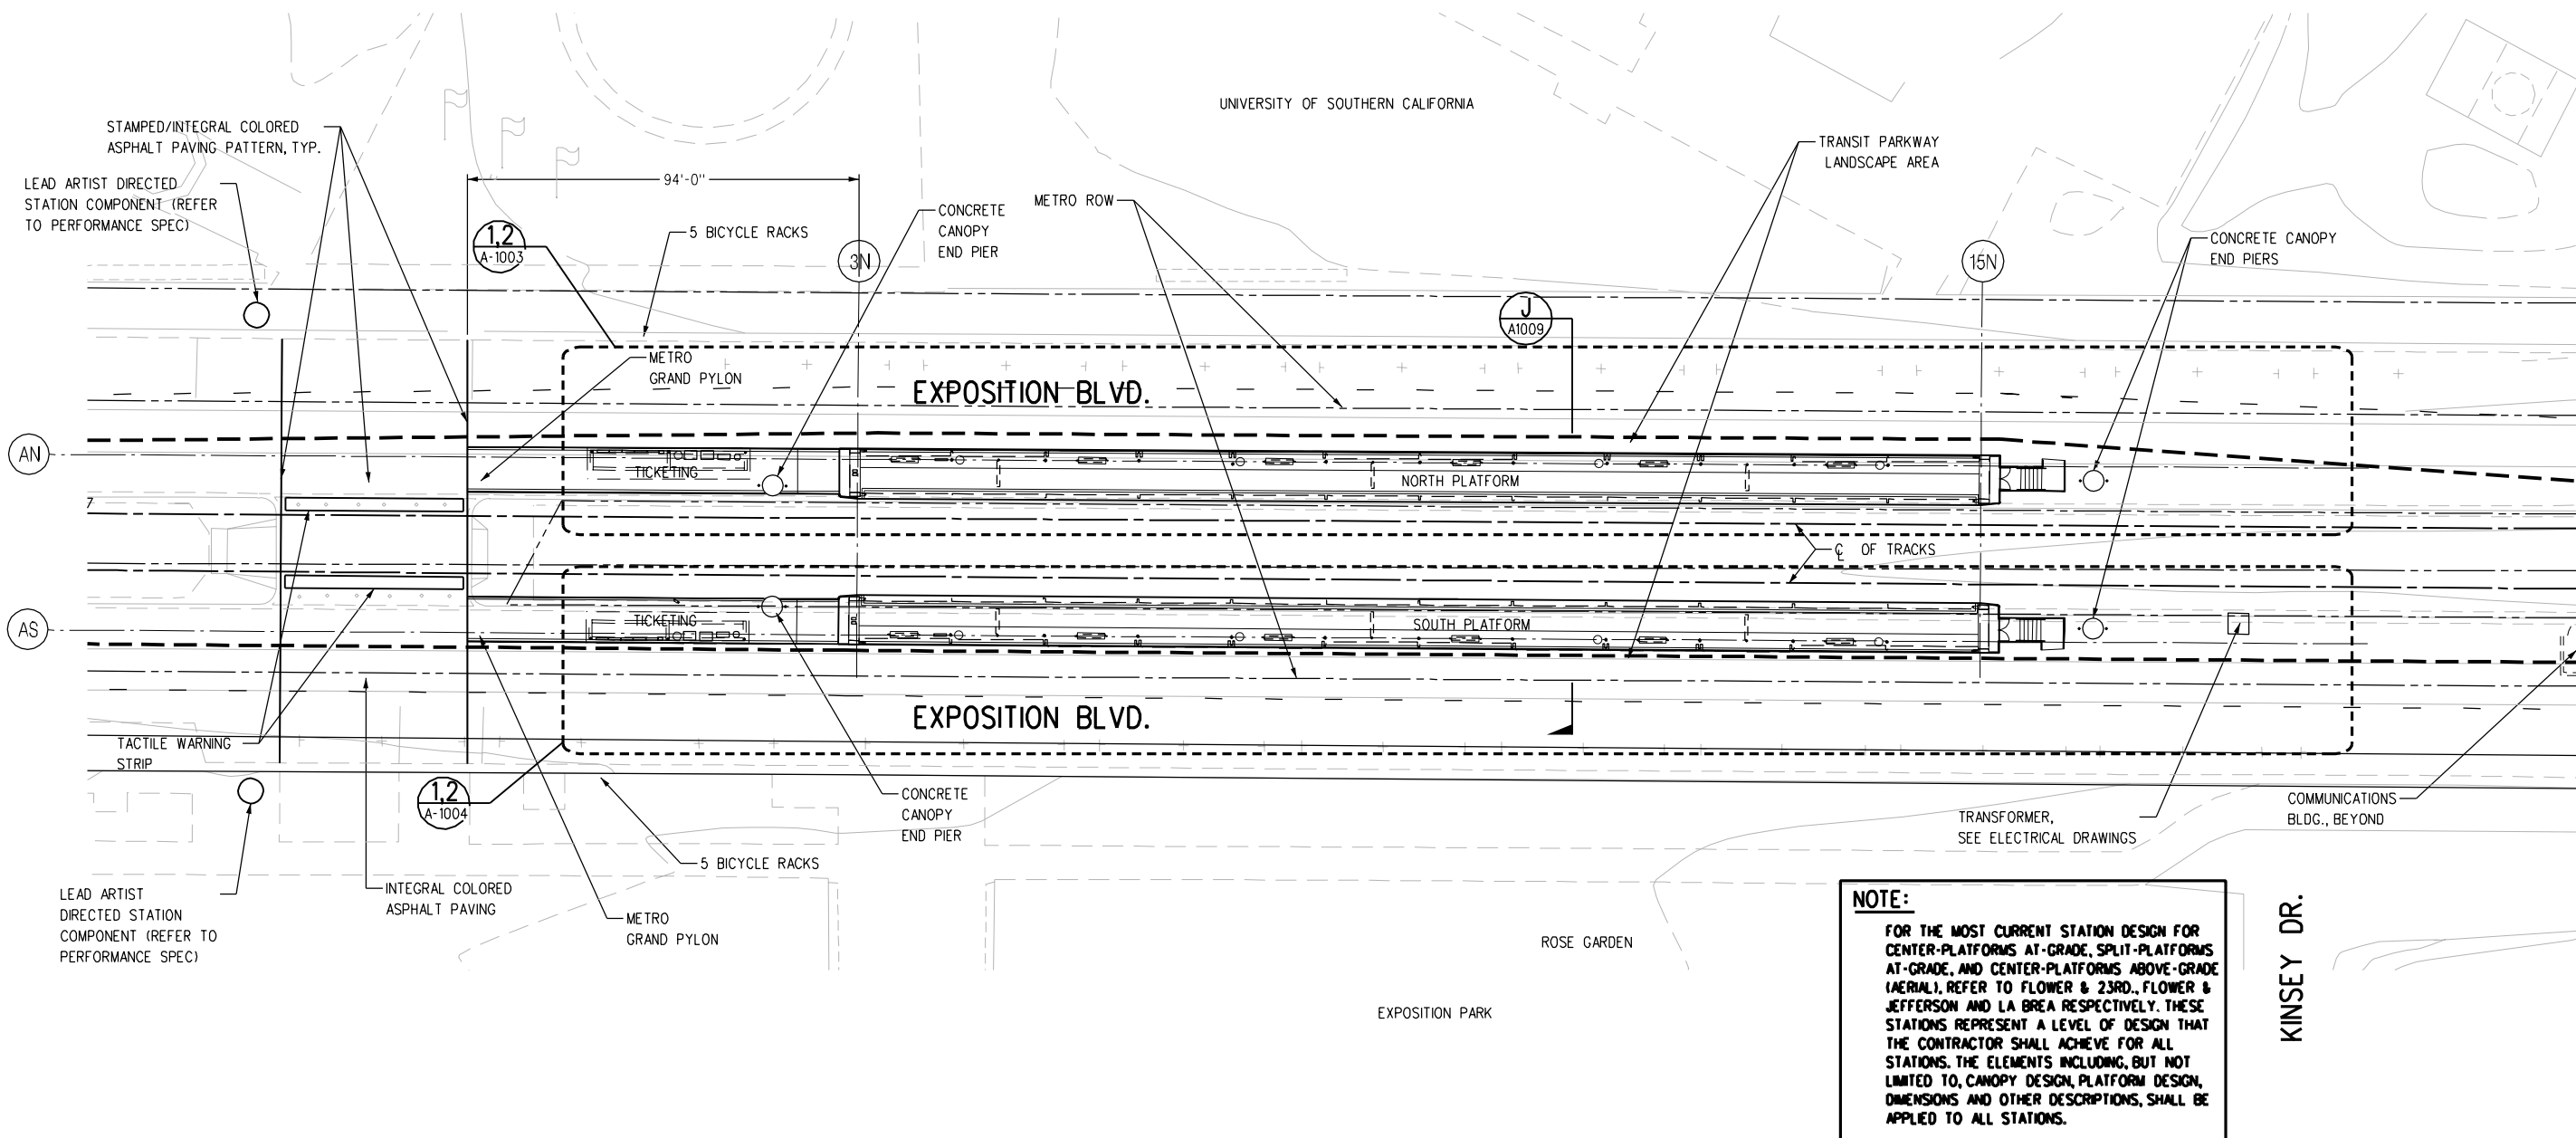 UNIVERSITY OF SOUTHERN CALIFORNIA
STAMPED/INTEGRAL COLORED
ASPHALT PAVING PATTERN, TYP.
TRANSIT PARKWAY
LANDSCAPE AREA
LEAD ARTIST DIRECTED
STATION COMPONENT (REFER
TO PERFORMANCE SPEC)
94'-0"
METRO ROW
CONCRETE
CANOPY
END PIER
5 BICYCLE RACKS
1,2
A-1003
3N
15N
CONCRETE CANOPY
END PIERS
J
A1009
METRO
GRAND PYLON
EXPOSITION BLVD.
AN
TICKETING
NORTH PLATFORM
7
℄ OF TRACKS
AS
TICKETING
SOUTH PLATFORM
EXPOSITION BLVD.
TACTILE WARNING
STRIP
1,2
A-1004
CONCRETE
CANOPY
END PIER
COMMUNICATIONS
BLDG., BEYOND
TRANSFORMER,
SEE ELECTRICAL DRAWINGS
5 BICYCLE RACKS
LEAD ARTIST
DIRECTED STATION
COMPONENT (REFER TO
PERFORMANCE SPEC)
INTEGRAL COLORED
ASPHALT PAVING
METRO
GRAND PYLON
ROSE GARDEN
EXPOSITION PARK
NOTE:
FOR THE MOST CURRENT STATION DESIGN FOR
CENTER-PLATFORMS AT-GRADE, SPLIT-PLATFORMS
AT-GRADE, AND CENTER-PLATFORMS ABOVE-GRADE
(AERIAL), REFER TO FLOWER & 23RD., FLOWER &
JEFFERSON AND LA BREA RESPECTIVELY. THESE
STATIONS REPRESENT A LEVEL OF DESIGN THAT
THE CONTRACTOR SHALL ACHIEVE FOR ALL
STATIONS. THE ELEMENTS INCLUDING, BUT NOT
LIMITED TO, CANOPY DESIGN, PLATFORM DESIGN,
DIMENSIONS AND OTHER DESCRIPTIONS, SHALL BE
APPLIED TO ALL STATIONS.
KINSEY DR.